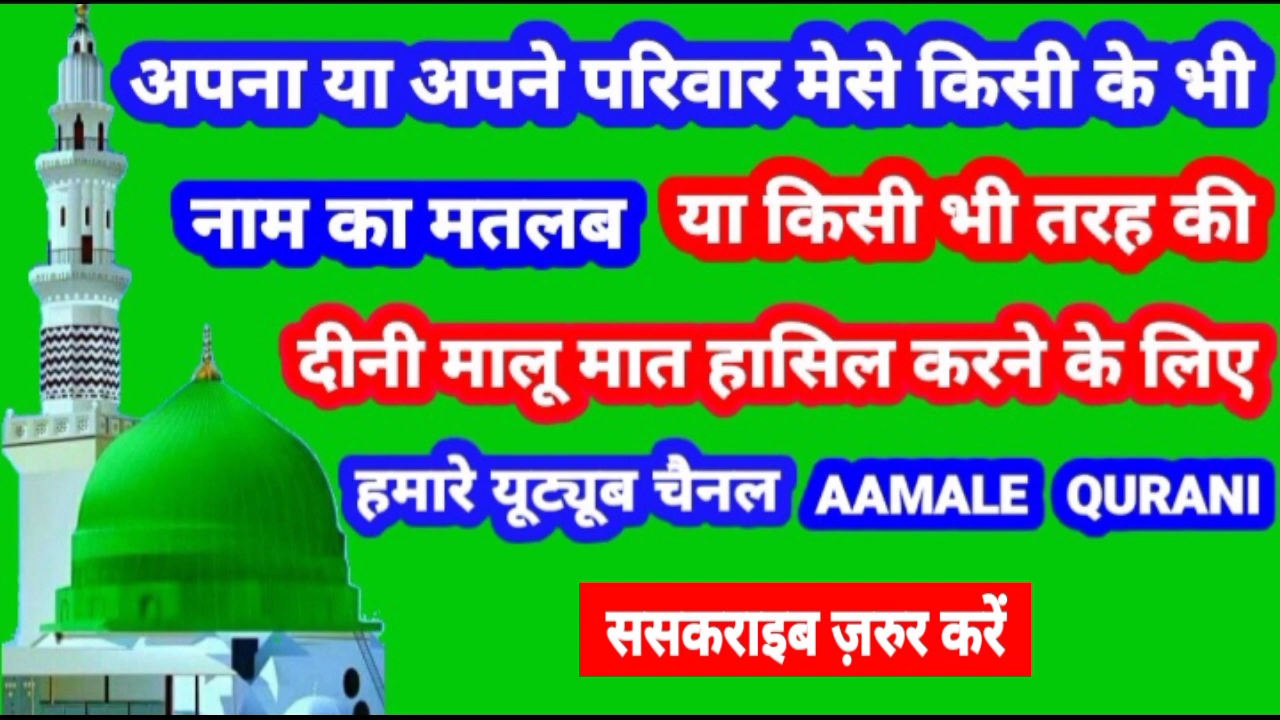 अपना या अपने परिवार मेसे किसी के भी
नाम का मतलब या किसी भी तरह की
दीनी मालू मात हासिल करने के लिए
हमारे यूट्यूब चैनल AAMALE QURANI
ससकराइब ज़रुर करें